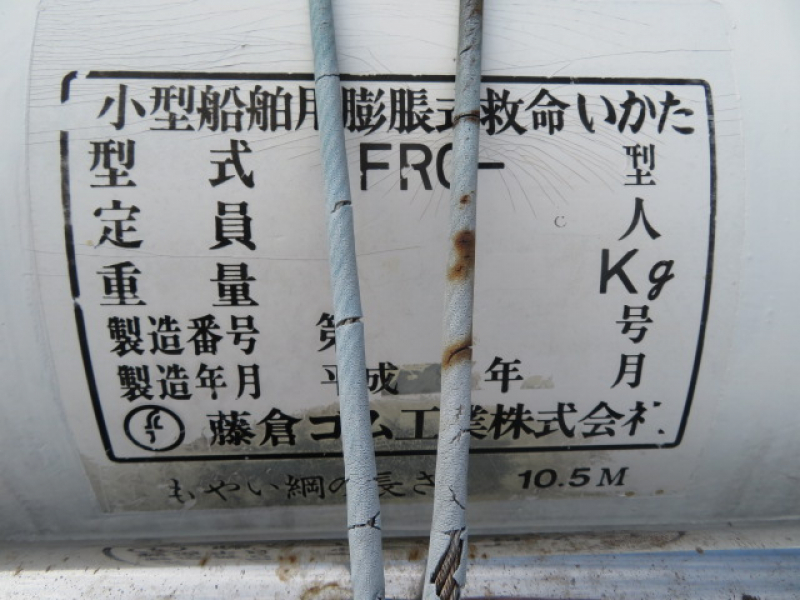 小型船舶用膨脹式救命いかた
型式 FRC- 型
定員 人
重量 Kg
製造番号 第 号
製造年月 平成 年 月
藤倉ゴム工業株式会社
もやい綱の長さ 10.5M